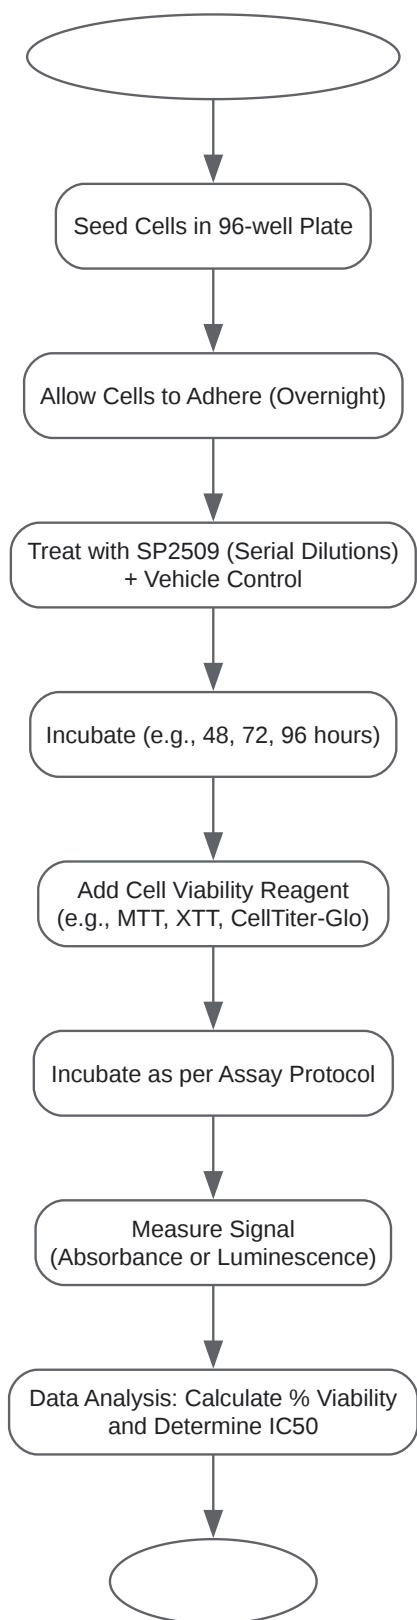 Seed Cells in 96-well Plate
Allow Cells to Adhere (Overnight)
Treat with SP2509 (Serial Dilutions)
+ Vehicle Control
Incubate (e.g., 48, 72, 96 hours)
Add Cell Viability Reagent
(e.g., MTT, XTT, CellTiter-Glo)
Incubate as per Assay Protocol
Measure Signal
(Absorbance or Luminescence)
Data Analysis: Calculate % Viability
and Determine IC50